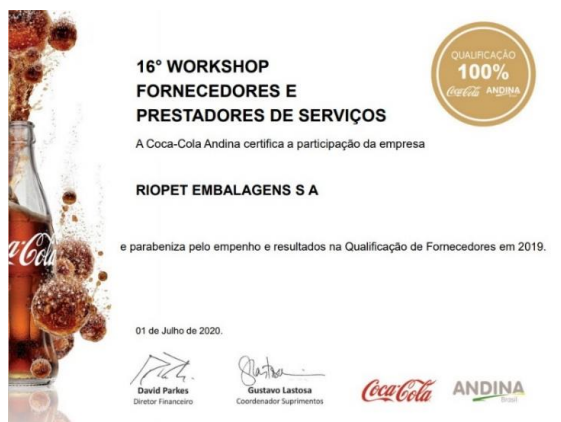 16° WORKSHOP
FORNECEDORES E
PRESTADORES DE SERVIÇOS
QUALIFICAÇÃO
100%
Coca-Cola ANDINA
A Coca-Cola Andina certifica a participação da empresa
RIOPET EMBALAGENS S A
e parabeniza pelo empenho e resultados na Qualificação de Fornecedores em 2019.
a-Cola
01 de Julho de 2020.
David Parkes
Diretor Financeiro
Gustavo Lastosa
Coordenador Suprimentos
Coca-Cola
ANDINA
Brasil